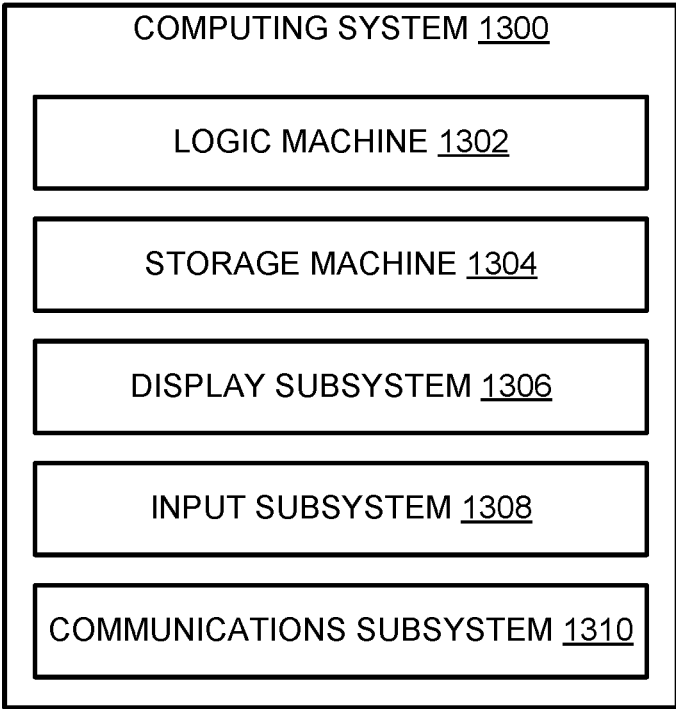 COMPUTING SYSTEM 1300
LOGIC MACHINE 1302
STORAGE MACHINE 1304
DISPLAY SUBSYSTEM 1306
INPUT SUBSYSTEM 1308
COMMUNICATIONS SUBSYSTEM 1310